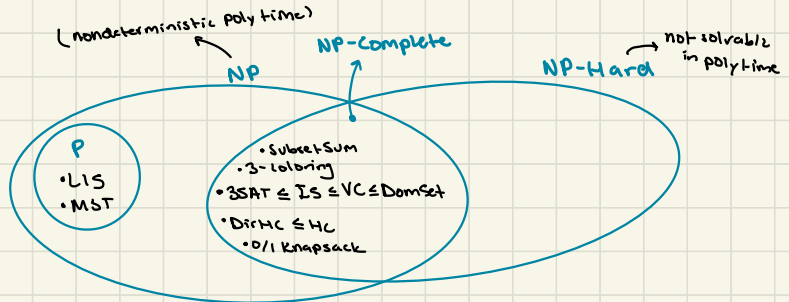 (nondeterministic poly time)
NP
NP-Complete
NP-Hard
not solvable
in poly time
P
•LIS
•MST
•SubsetSum
•3-coloring
•3SAT ≤ IS ≤ VC ≤ DomSet
•DirHC ≤ HC
•0/1 Knapsack